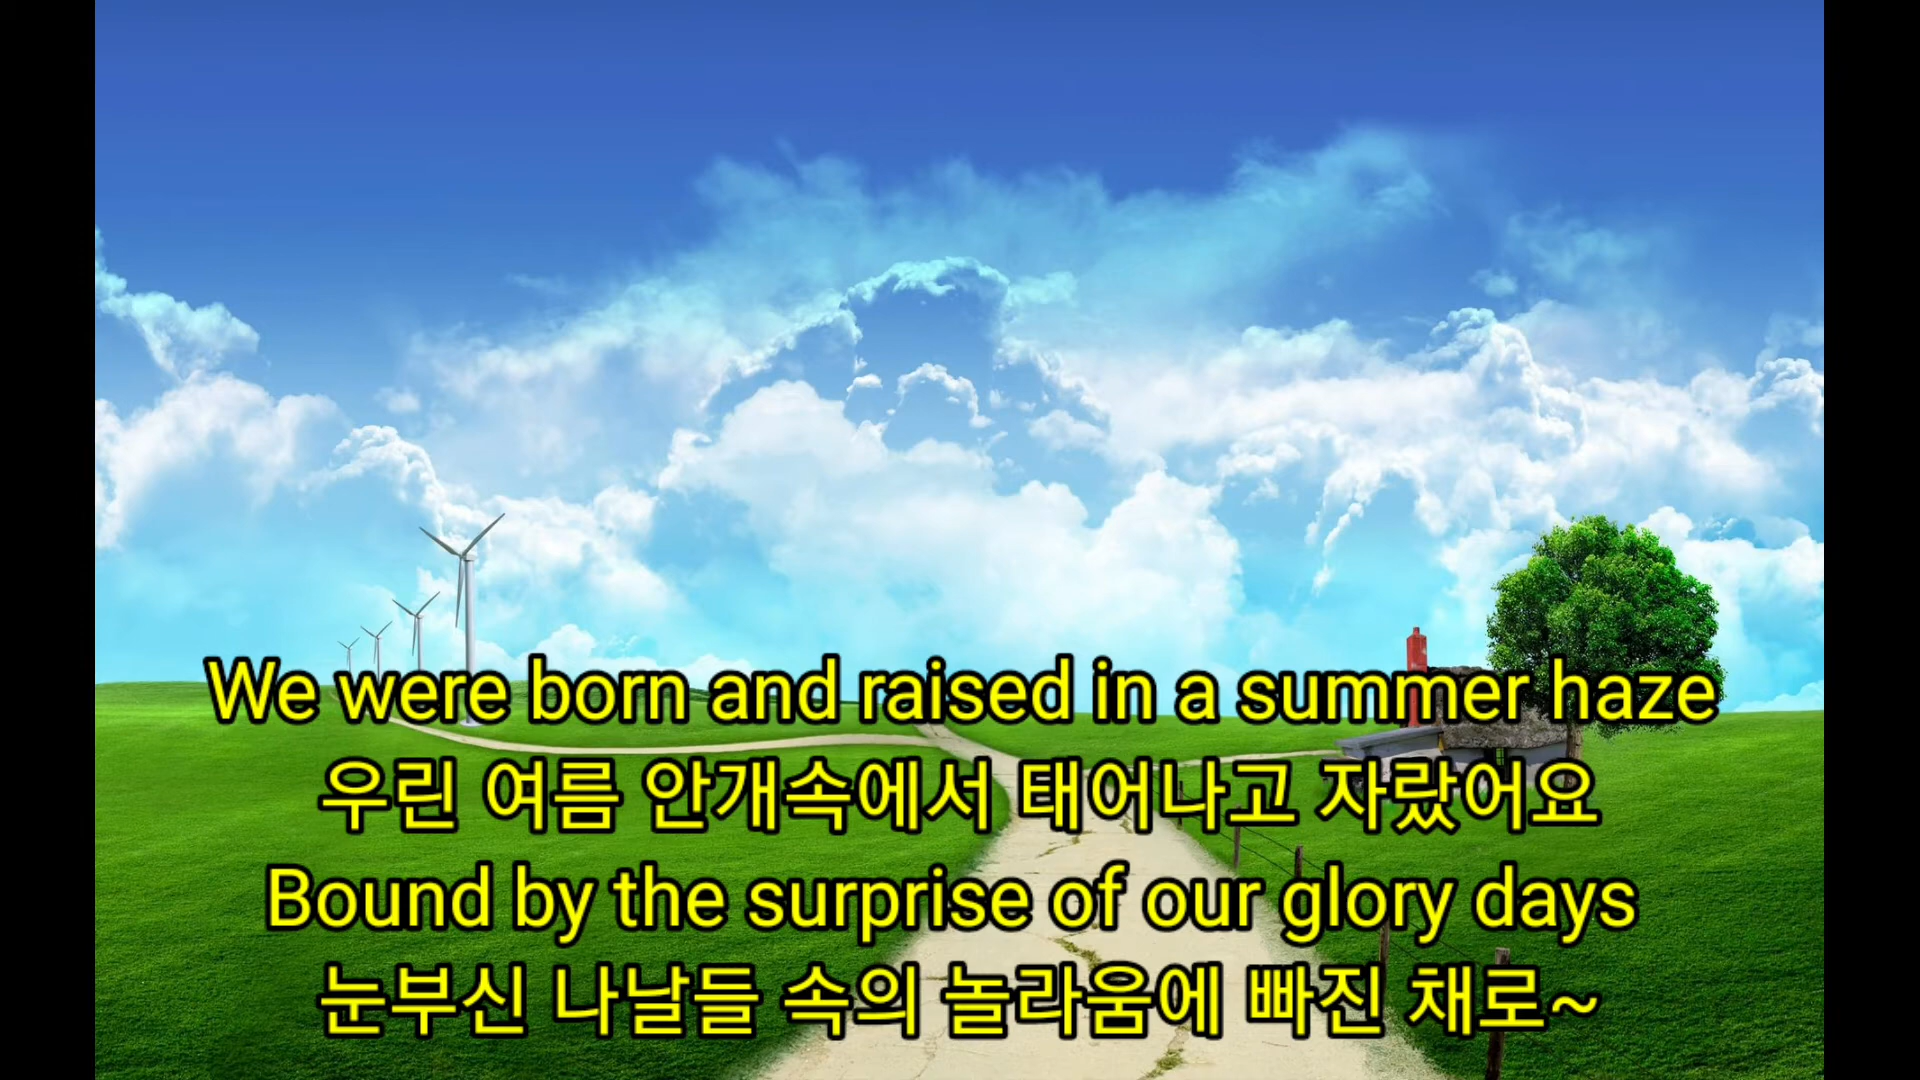 We were born and raised in a summer haze
우린 여름 안개속에서 태어나고 자랐어요
Bound by the surprise of our glory days
눈부신 나날들 속의 놀라움에 빠진 채로~